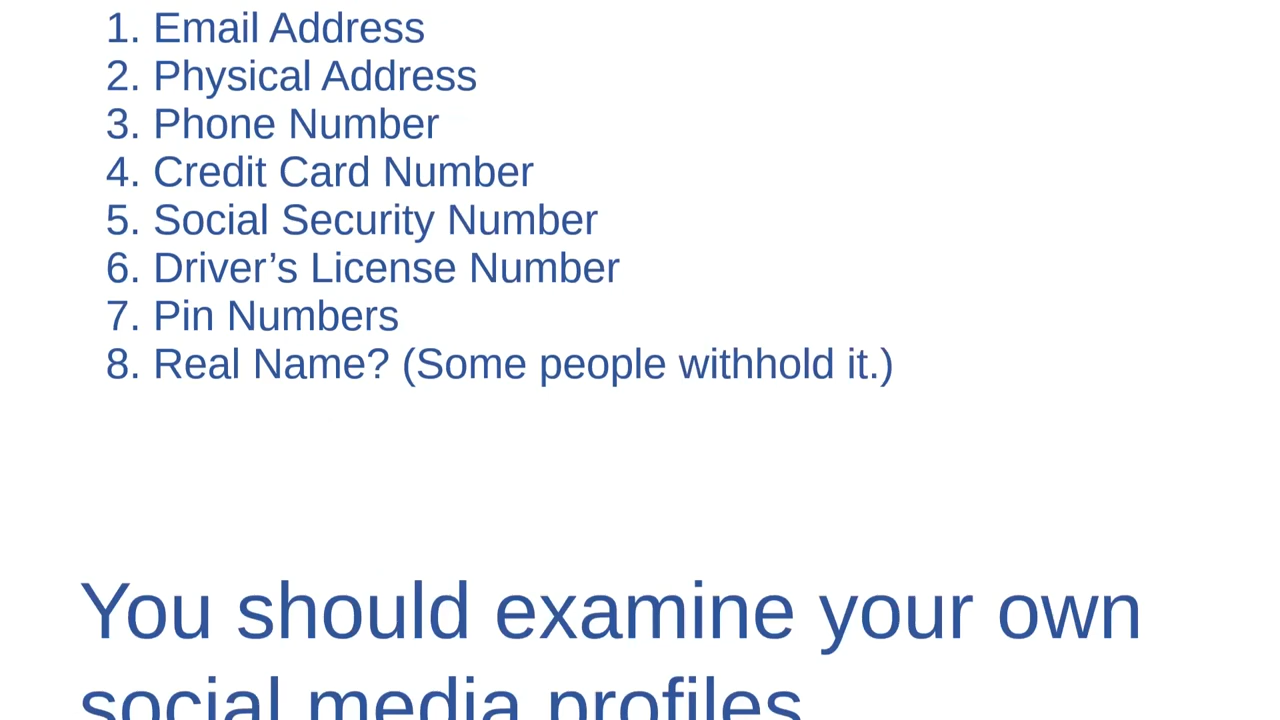 1. Email Address
2. Physical Address
3. Phone Number
4. Credit Card Number
5. Social Security Number
6. Driver’s License Number
7. Pin Numbers
8. Real Name? (Some people withhold it.)
You should examine your own
social media profiles